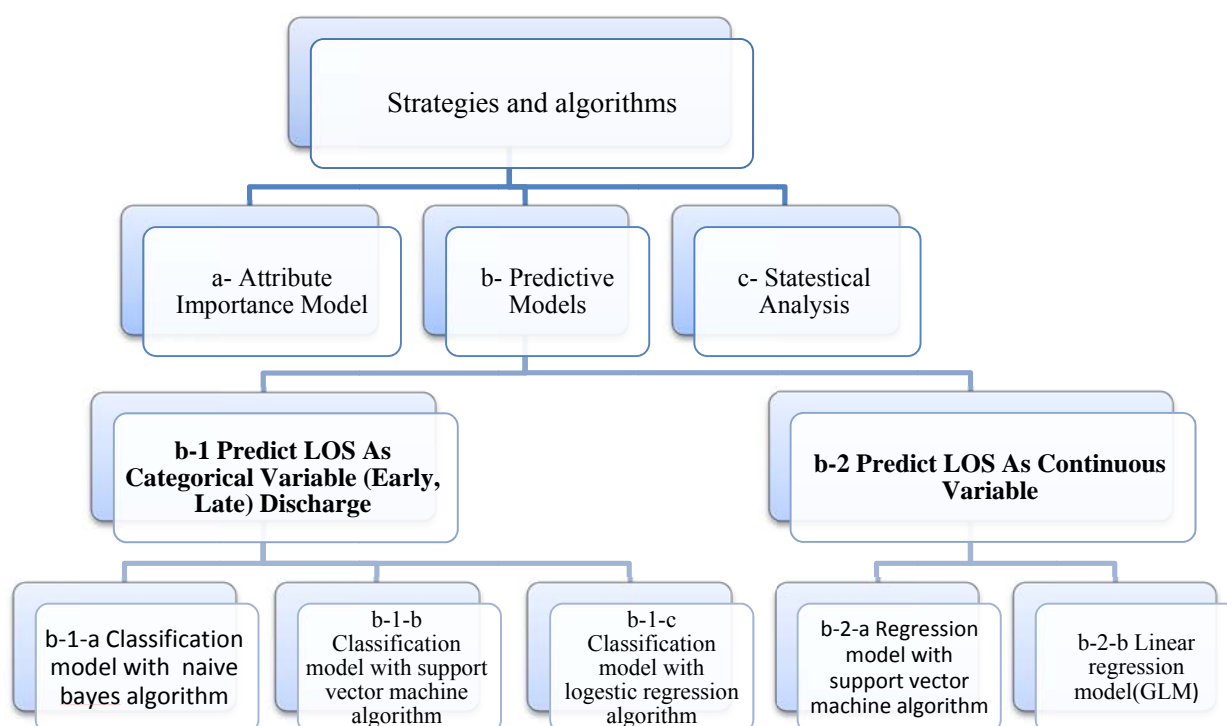 Strategies and algorithms
a- Attribute
Importance Model
b- Predictive
Models
c- Statestical
Analysis
b-1 Predict LOS As
Categorical Variable (Early,
Late) Discharge
b-2 Predict LOS As Continuous
Variable
b-1-a Classification
model with naive
bayes algorithm
b-1-b
Classification
model with support
vector machine
algorithm
b-1-c
Classification
model with
logestic regression
algorithm
b-2-a Regression
model with
support vector
machine algorithm
b-2-b Linear
regression
model(GLM)